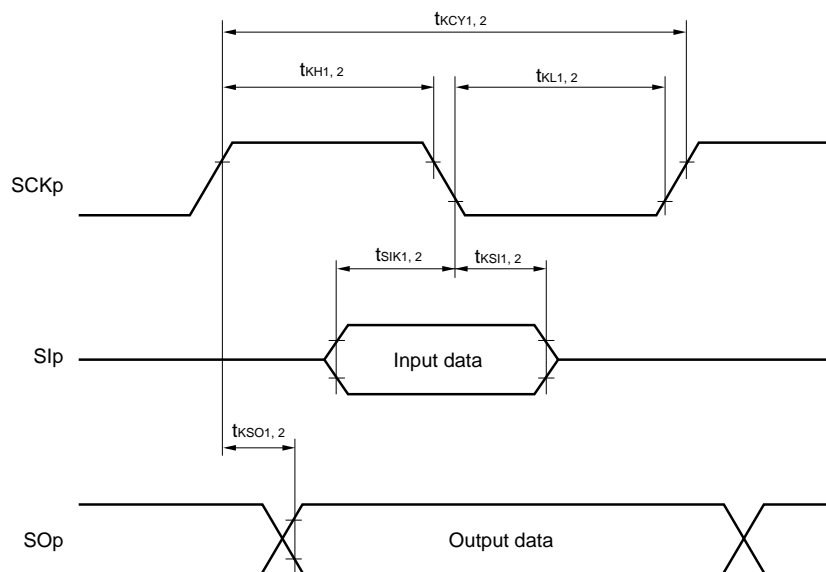 tKCY1, 2
tKH1, 2
tKL1, 2
SCKp
tSIK1, 2
tKSI1, 2
SIp
Input data
tKSO1, 2
SOp
Output data